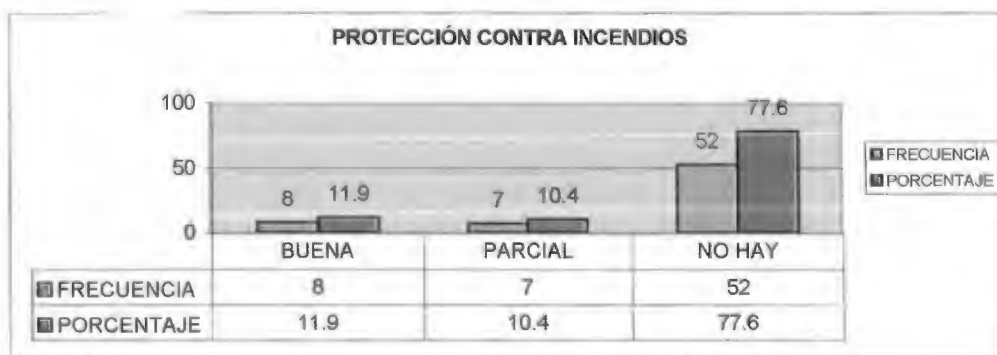 PROTECCIÓN CONTRA INCENDIOS
100
50
0
8 11.9 7 10.4 52 77.6
FRECUENCIA
PORCENTAJE
BUENA PARCIAL NO HAY
FRECUENCIA 8 7 52
PORCENTAJE 11.9 10.4 77.6